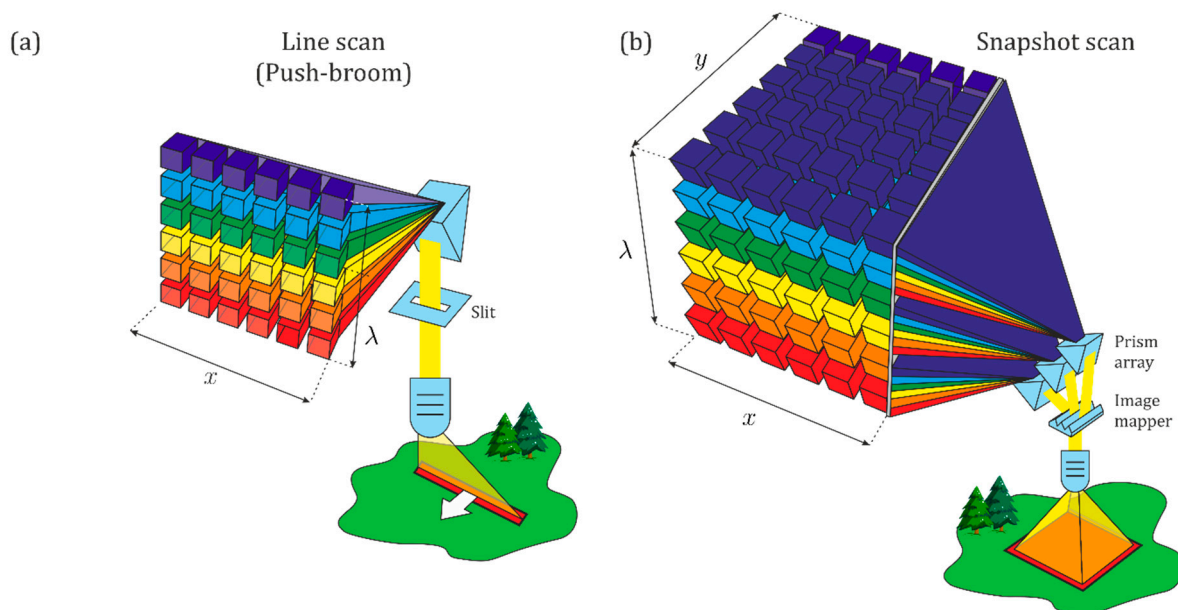 (a)
Line scan
(Push-broom)
Slit
λ
x
(b)
Snapshot scan
y
λ
x
Prism
array
Image
mapper